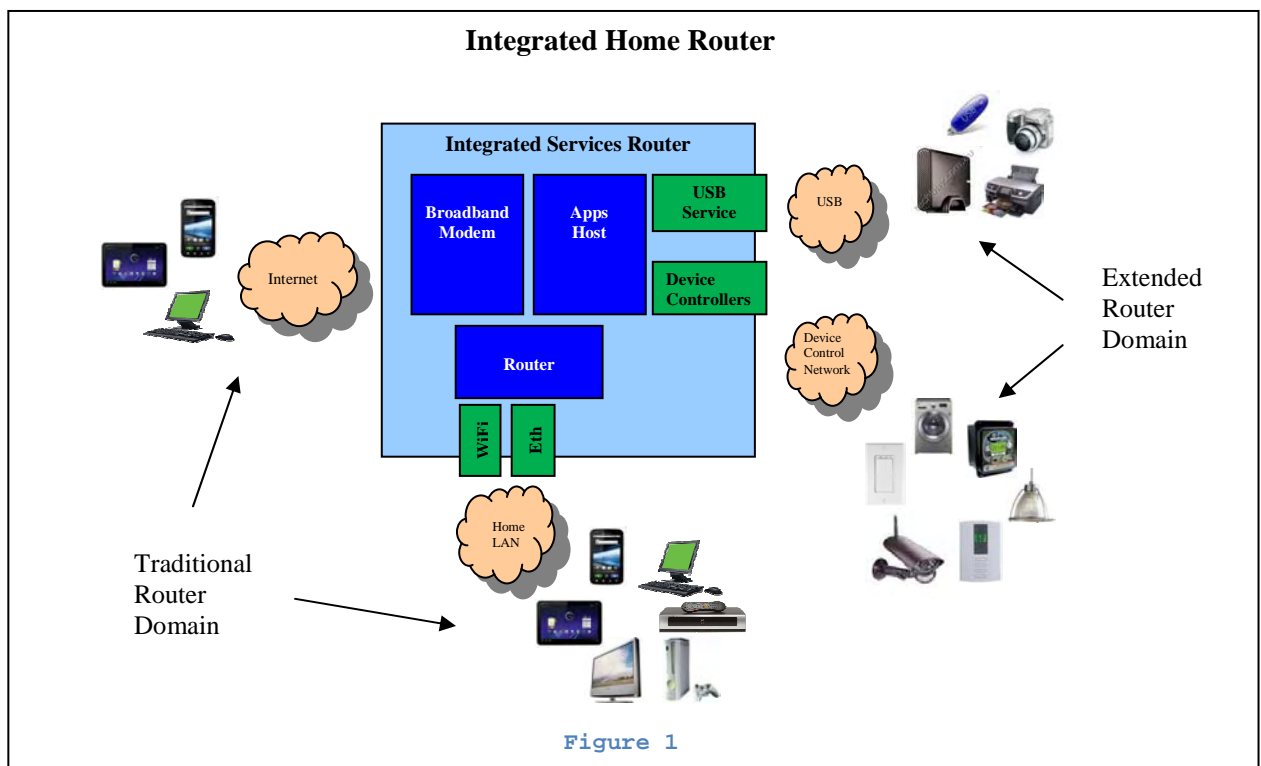 Integrated Home Router
Integrated Services Router
Broadband
Modem
Apps
Host
USB
Service
Device
Controllers
Router
WiFi
Eth
Internet
USB
Device
Control
Network
Home
LAN
Extended
Router
Domain
Traditional
Router
Domain
Figure 1